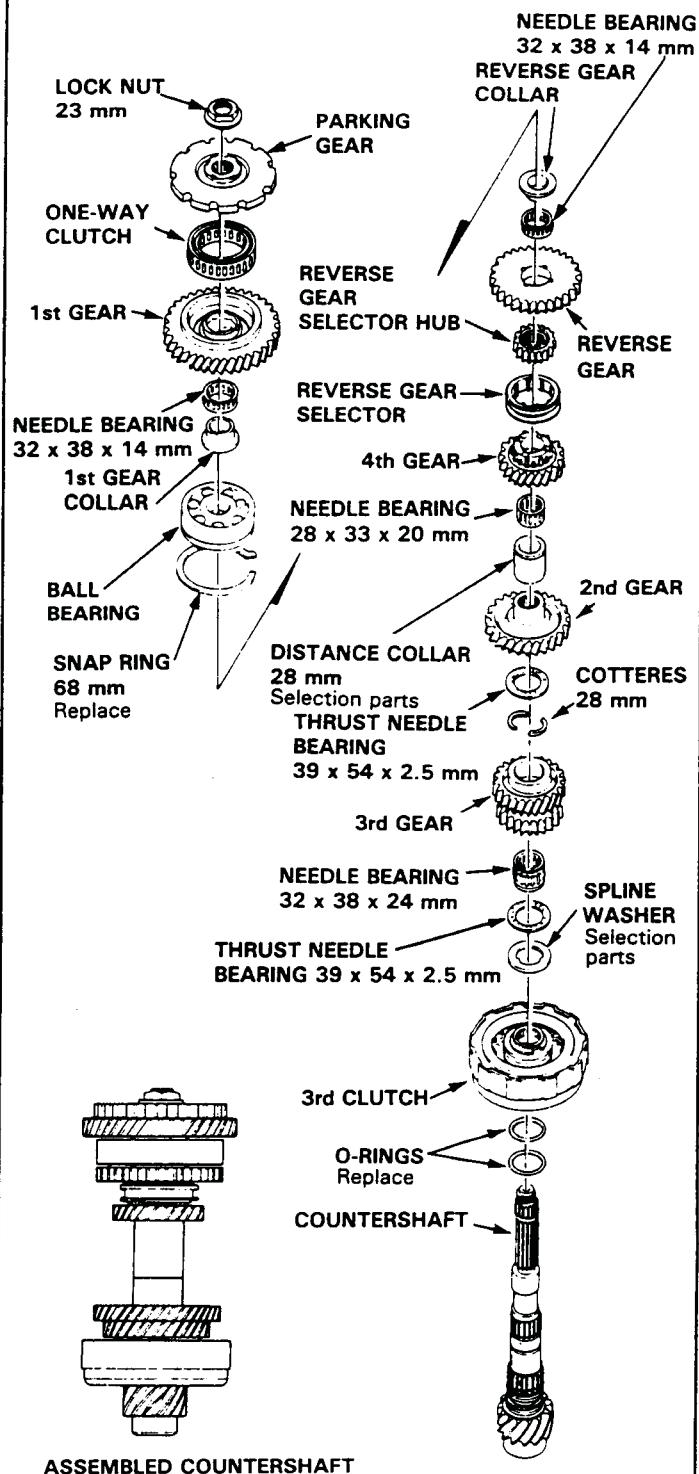 LOCK NUT
23 mm
PARKING
GEAR
ONE-WAY
CLUTCH
1st GEAR
NEEDLE BEARING
32 x 38 x 14 mm
1st GEAR
COLLAR
BALL
BEARING
SNAP RING
68 mm
Replace
NEEDLE BEARING
32 x 38 x 14 mm
REVERSE GEAR
COLLAR
REVERSE
GEAR
SELECTOR HUB
REVERSE
GEAR
REVERSE GEAR
SELECTOR
4th GEAR
NEEDLE BEARING
28 x 33 x 20 mm
2nd GEAR
DISTANCE COLLAR
28 mm
Selection parts
COTTERES
28 mm
THRUST NEEDLE
BEARING
39 x 54 x 2.5 mm
3rd GEAR
NEEDLE BEARING
32 x 38 x 24 mm
SPLINE
WASHER
Selection
parts
THRUST NEEDLE
BEARING 39 x 54 x 2.5 mm
3rd CLUTCH
O-RINGS
Replace
COUNTERSHAFT
ASSEMBLED COUNTERSHAFT